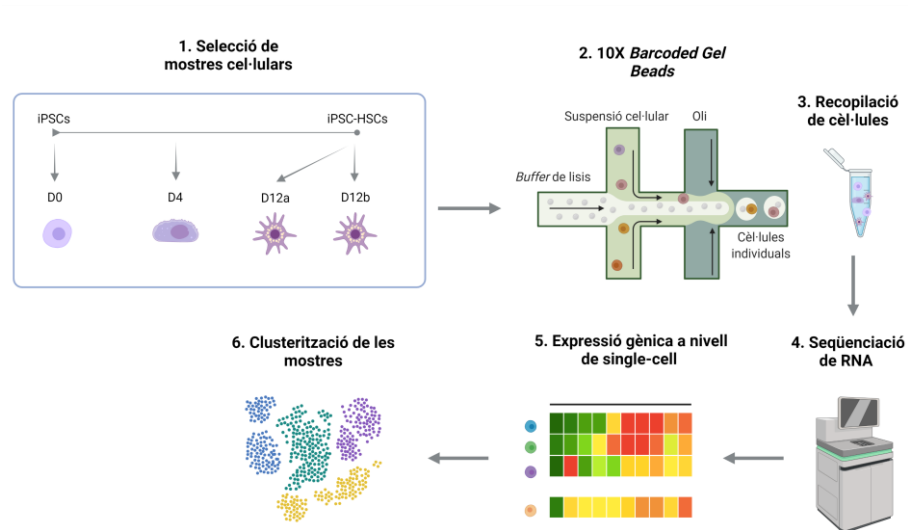 1. Selecció de
mostres cel·lulars
2. 10X Barcoded Gel
Beads
3. Recopilació
de cèl·lules
iPSCs
iPSC-HSCs
D0
D4
D12a
D12b
Suspensió cel·lular
Oli
Buffer de lisis
Cèl·lules
individuals
4. Seqüenciació
de RNA
5. Expressió gènica a nivell
de single-cell
6. Clusterització de les
mostres